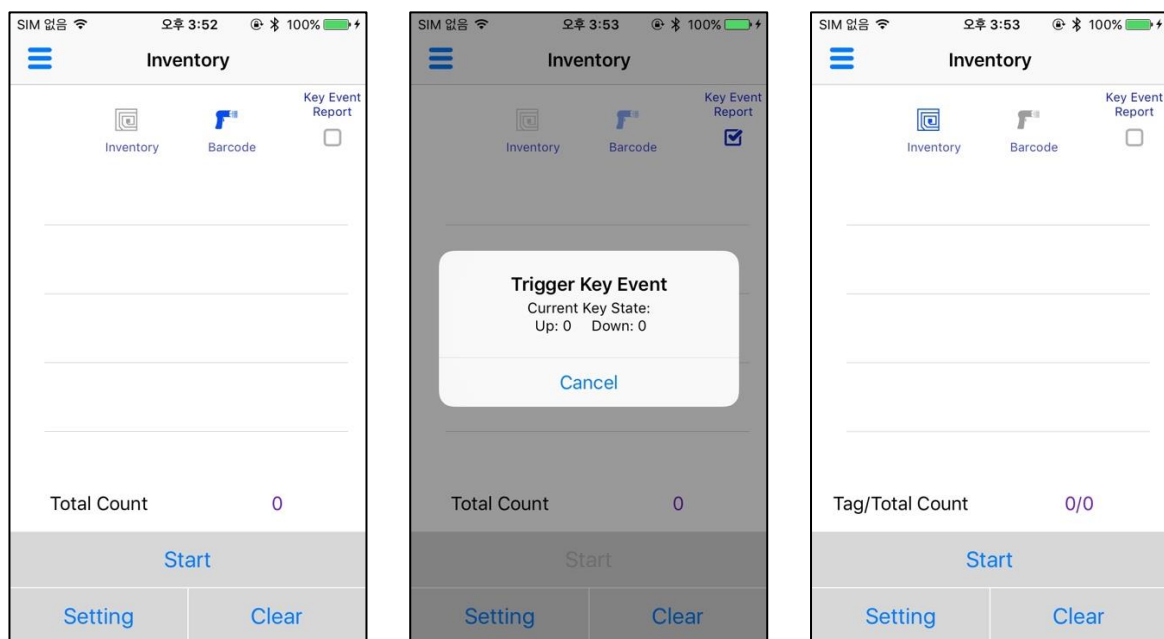 SIM 없음 오후 3:52 100%
Inventory
Key Event
Report
Inventory Barcode
Total Count 0
Start
Setting Clear
SIM 없음 오후 3:53 100%
Inventory
Key Event
Report
Inventory Barcode
Trigger Key Event
Current Key State:
Up: 0 Down: 0
Cancel
Total Count 0
Start
Setting Clear
SIM 없음 오후 3:53 100%
Inventory
Key Event
Report
Inventory Barcode
Tag/Total Count 0/0
Start
Setting Clear